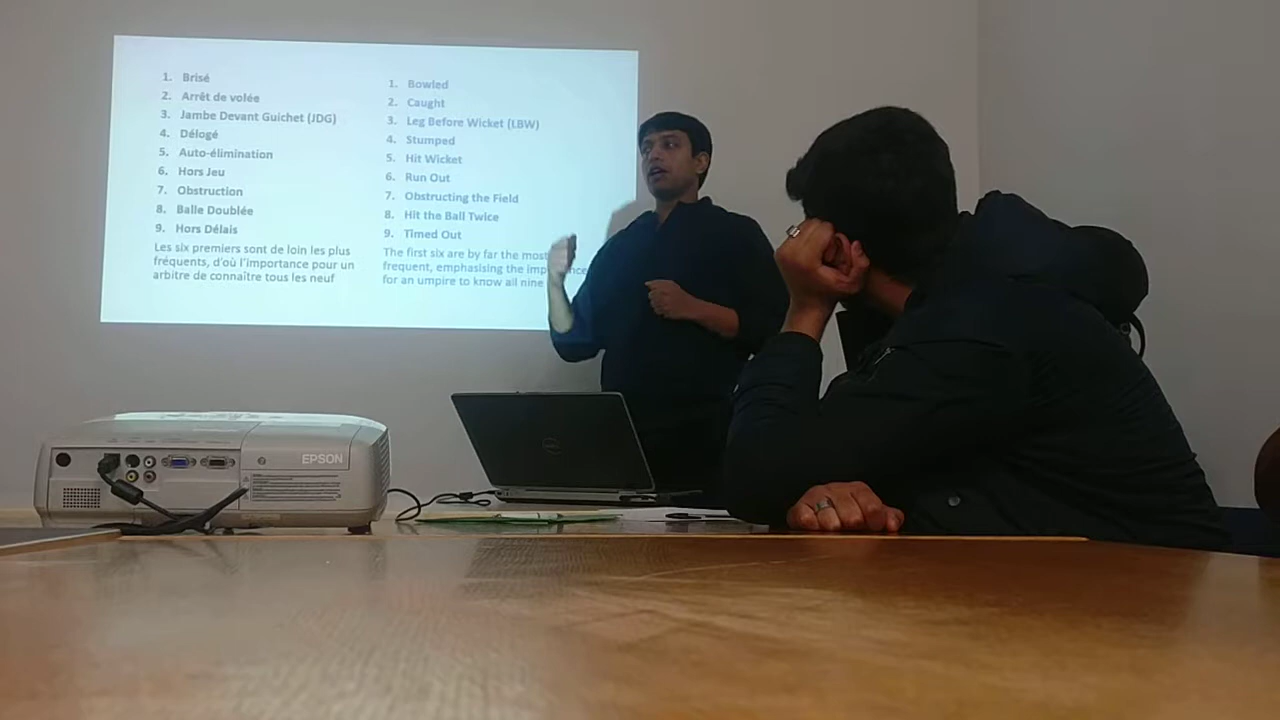 1. Brisé
2. Arrêt de volée
3. Jambe Devant Guichet (JDG)
4. Délogé
5. Auto-élimination
6. Hors Jeu
7. Obstruction
8. Balle Doublée
9. Hors Délais
Les six premiers sont de loin les plus
fréquents, d'où l'importance pour un
arbitre de connaître tous les neuf
1. Bowled
2. Caught
3. Leg Before Wicket (LBW)
4. Stumped
5. Hit Wicket
6. Run Out
7. Obstructing the Field
8. Hit the Ball Twice
9. Timed Out
The first six are by far the most
frequent, emphasising the
for an umpire to know all nine
EPSON
DELL